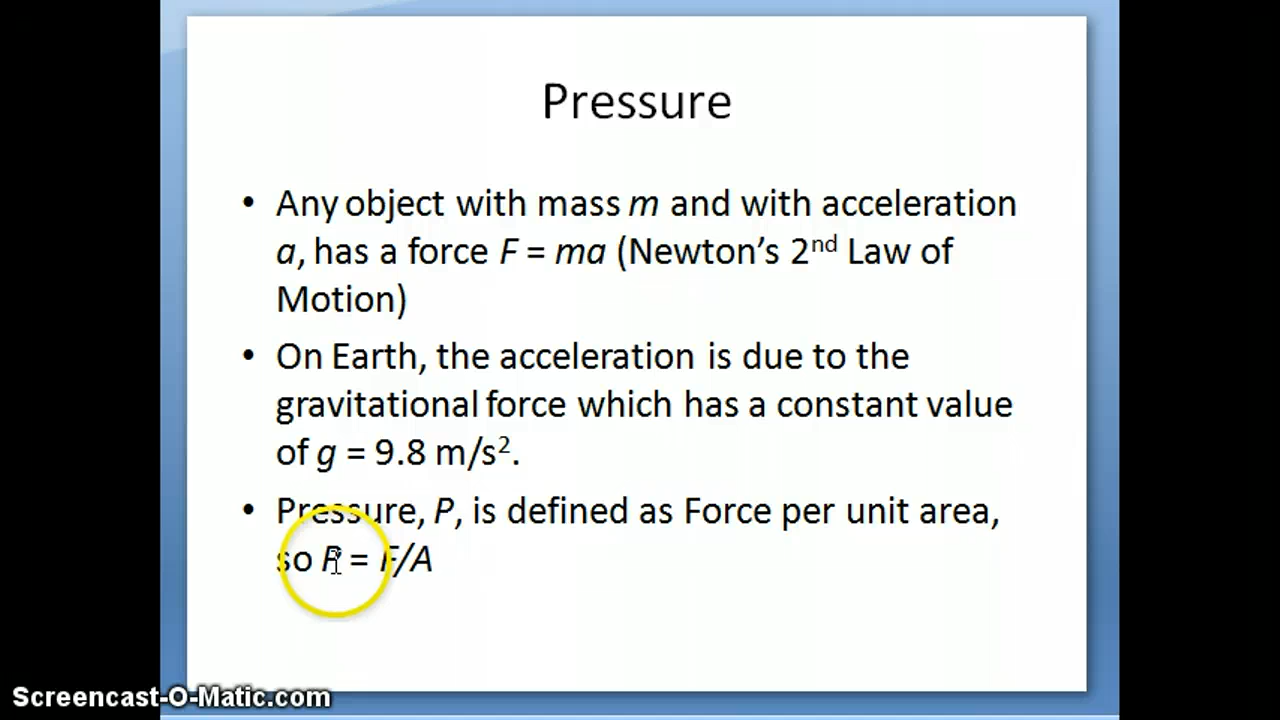 Pressure
• Any object with mass m and with acceleration
a, has a force F = ma (Newton's 2nd Law of
Motion)
• On Earth, the acceleration is due to the
gravitational force which has a constant value
of g = 9.8 m/s².
• Pressure, P, is defined as Force per unit area,
so P = F/A
Screencast-O-Matic.com